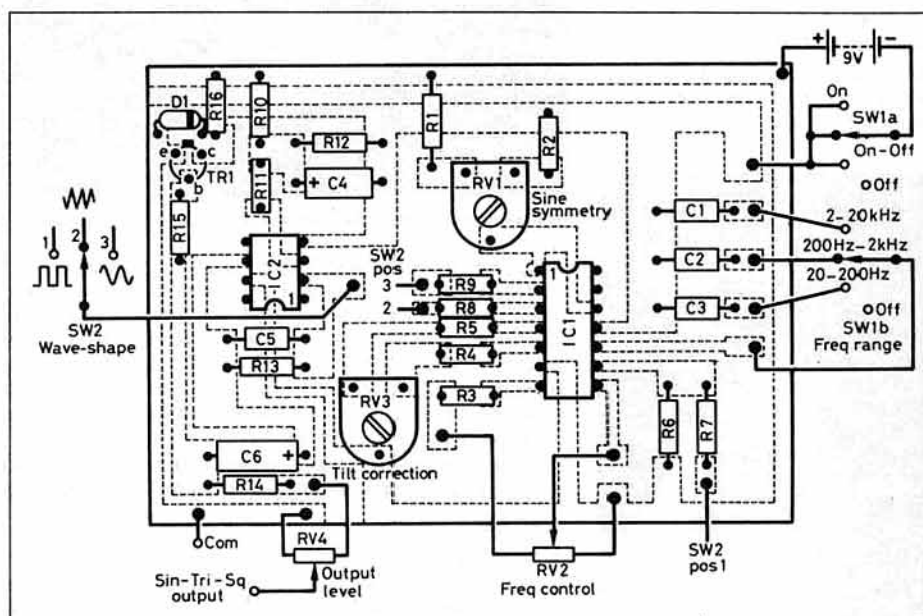 + −
9V
On
SW1a
On-Off
Off
D1
R16
R10
R12
R1
R2
e c
b
TR1
R11
+ C4
RV1
Sine
symmetry
R15
C1
2-20kHz
C2
200Hz-2kHz
C3
20-200Hz
Off
SW1b
Freq range
1 2 3
SW2
Wave-shape
IC2
1
SW2
pos
3
2
R9
R8
R5
R4
R3
1
IC1
C5
R13
RV3
Tilt correction
R6
R7
C6 +
R14
Com
RV4
Output
level
Sin-Tri-Sq
output
RV2
Freq control
SW2
pos1